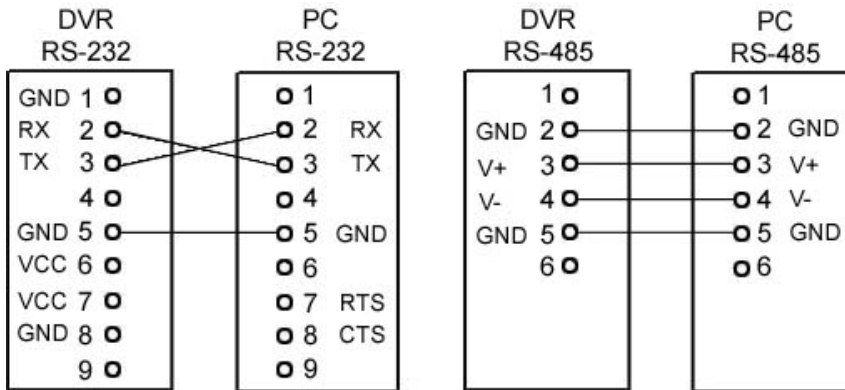 DVR PC DVR PC
RS-232 RS-232 RS-485 RS-485
GND 1 1 1 1
RX 2 2 RX GND 2 2 GND
TX 3 3 TX V+ 3 3 V+
4 4 V- 4 4 V-
GND 5 5 GND GND 5 5 GND
VCC 6 6 6 6
VCC 7 7 RTS
GND 8 8 CTS
9 9